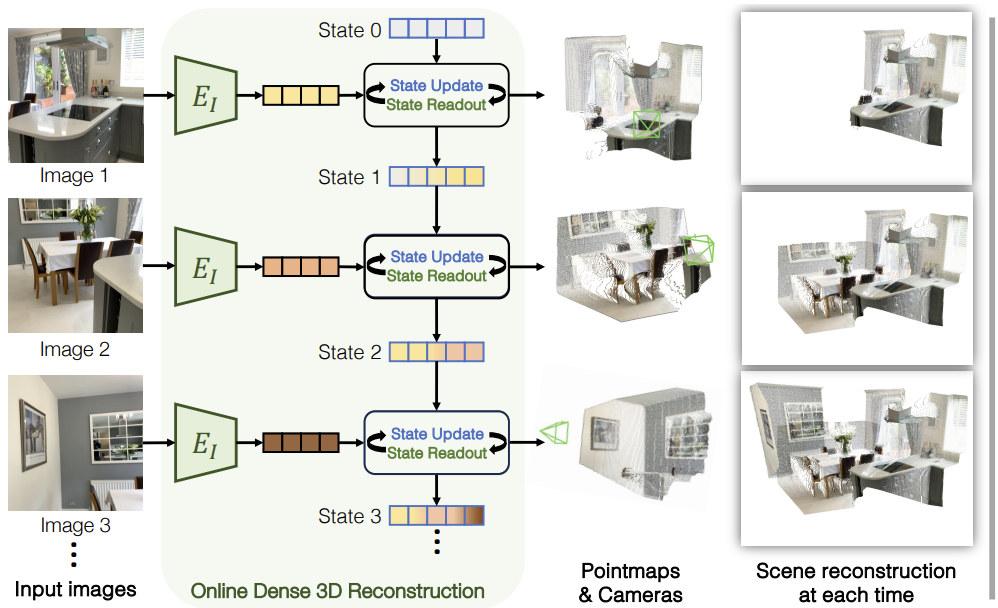 State 0
E_I
State Update
State Readout
Image 1
State 1
E_I
State Update
State Readout
Image 2
State 2
E_I
State Update
State Readout
Image 3
State 3
Input images
Online Dense 3D Reconstruction
Pointmaps
& Cameras
Scene reconstruction
at each time